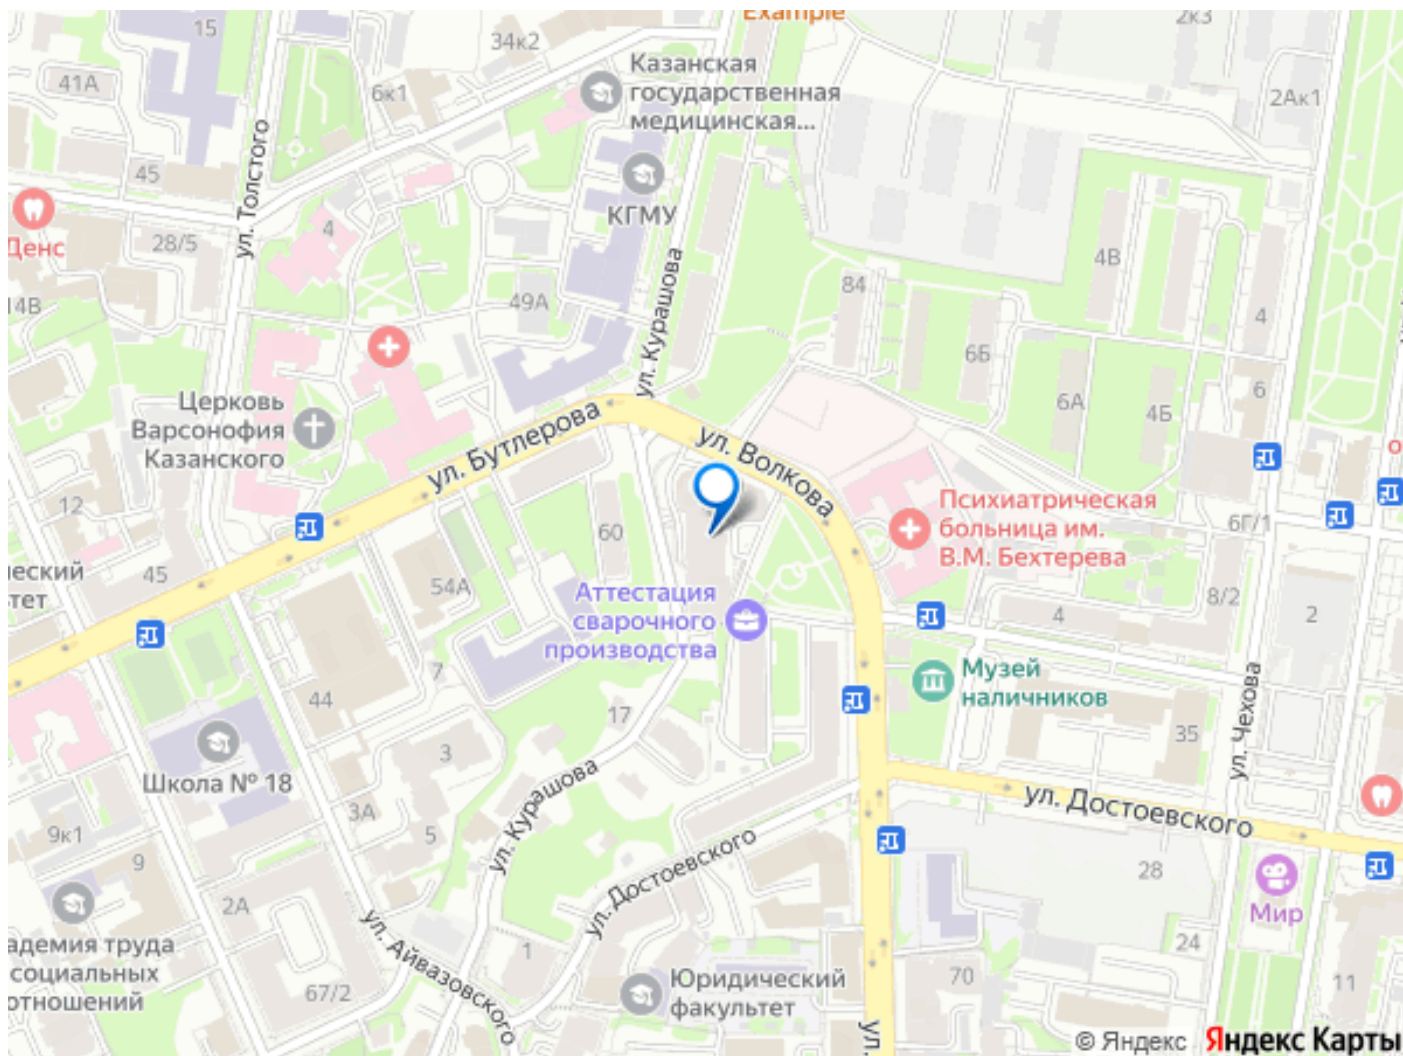 Example
2к3
15
34к2
Казанская
государственная
медицинская...
41А
6к1
2Ак1
ул. Толстого
45
КГМУ
Денс
28/5
4
ул. Курашова
4В
84
14В
49А
4
6Б
6
6А
4Б
Церковь
Варсонофия
Казанского
ул. Бутлерова
ул. Волкова
12
Психиатрическая
больница им.
В.М. Бехтерева
6Г/1
60
45
54А
Аттестация
сварочного
производства
8/2
4
2
Музей
наличников
7
44
17
ул. Чехова
35
3
Школа № 18
ул. Курашова
ул. Достоевского
3А
5
9к1
9
ул. Достоевского
28
2А
Мир
ул. Айвазовского
24
1
социальных
67/2
Юридический
факультет
70
11
ул.
© Яндекс Яндекс Карты